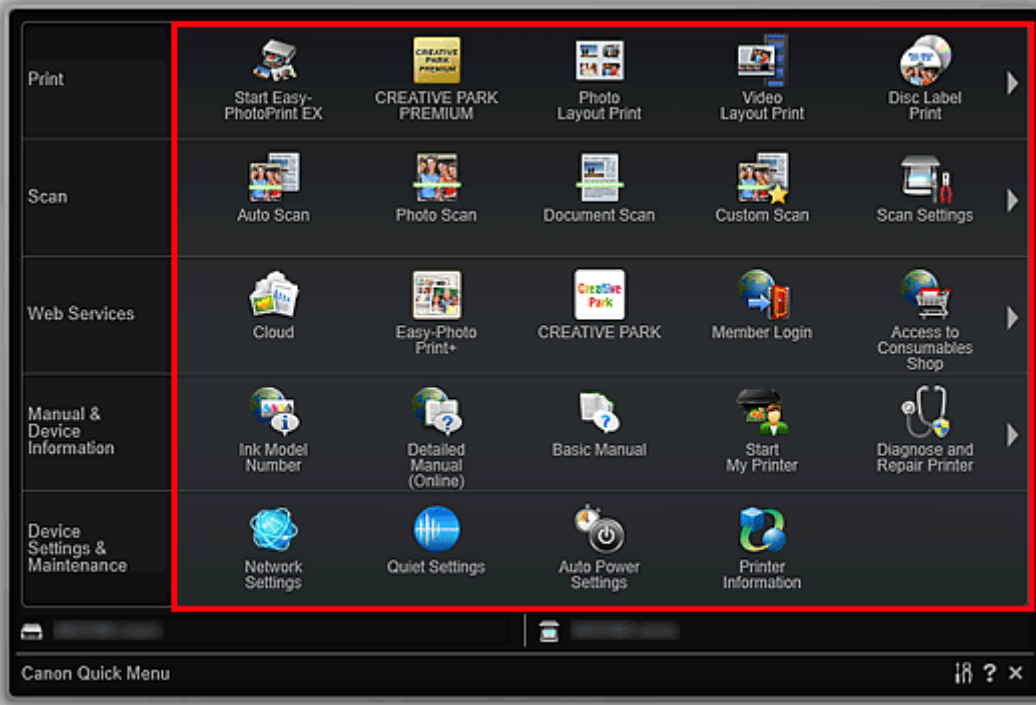 Print
Start Easy-
PhotoPrint EX
CREATIVE
PARK
PREMIUM
CREATIVE PARK
PREMIUM
Photo
Layout Print
Video
Layout Print
Disc Label
Print
Scan
Auto Scan
Photo Scan
Document Scan
Custom Scan
Scan Settings
Web Services
Cloud
Easy-Photo
Print+
Creative
Park
CREATIVE PARK
Member Login
Access to
Consumables
Shop
Manual &
Device
Information
Ink Model
Number
Detailed
Manual
(Online)
Basic Manual
Start
My Printer
Diagnose and
Repair Printer
Device
Settings &
Maintenance
Network
Settings
Quiet Settings
Auto Power
Settings
Printer
Information
Canon Quick Menu
?